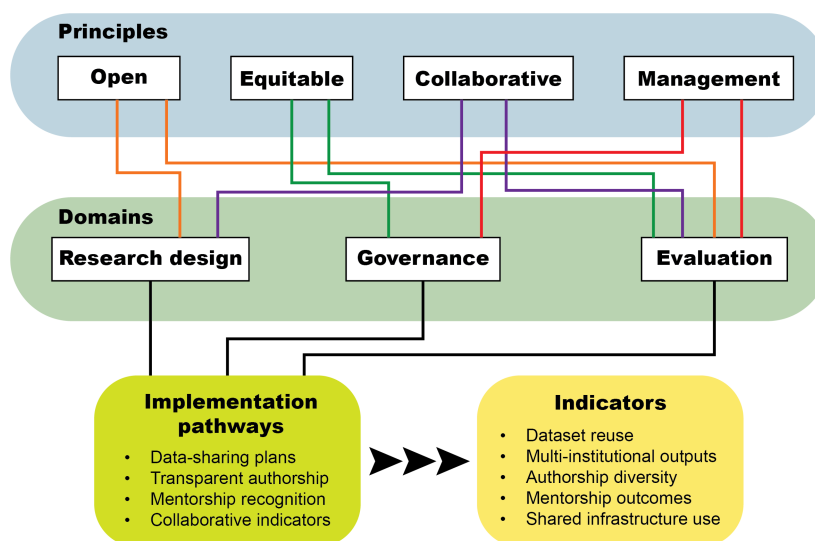 Principles
Open
Equitable
Collaborative
Management
Domains
Research design
Governance
Evaluation
Implementation
pathways
• Data-sharing plans
• Transparent authorship
• Mentorship recognition
• Collaborative indicators
Indicators
• Dataset reuse
• Multi-institutional outputs
• Authorship diversity
• Mentorship outcomes
• Shared infrastructure use